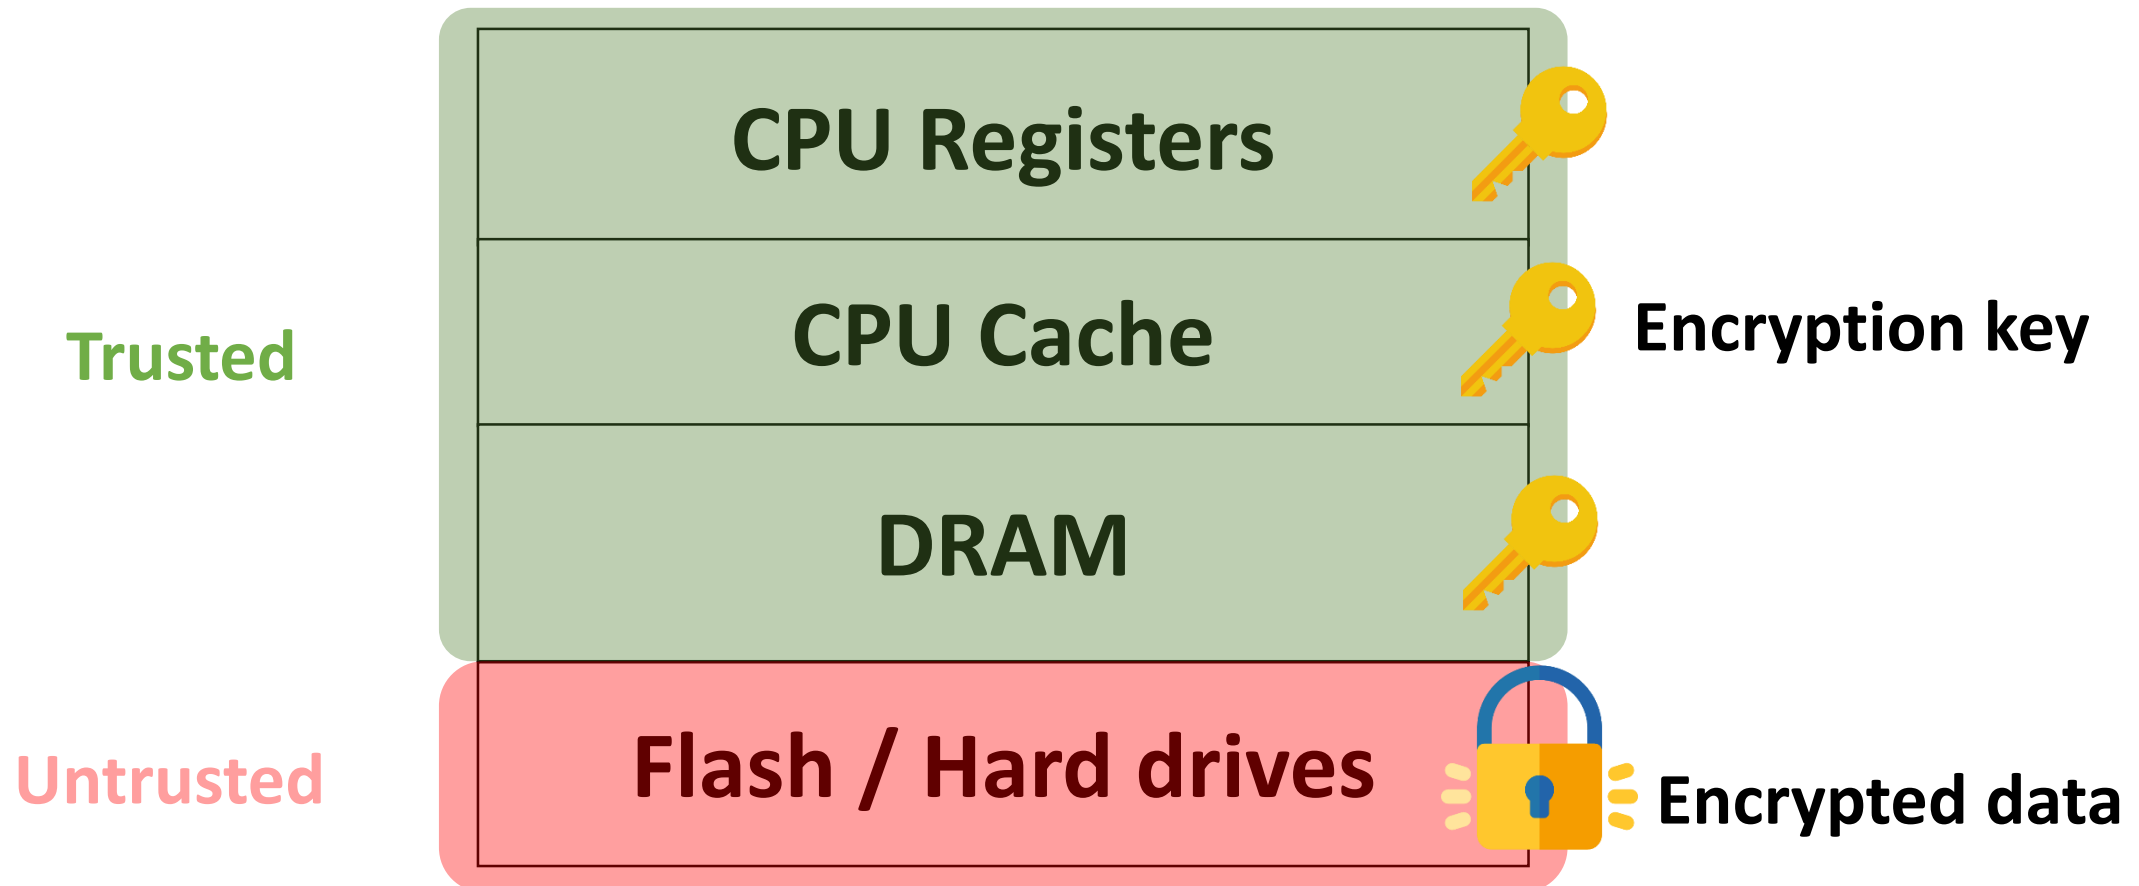 CPU Registers
CPU Cache
Encryption key
Trusted
DRAM
Flash / Hard drives
Untrusted
Encrypted data